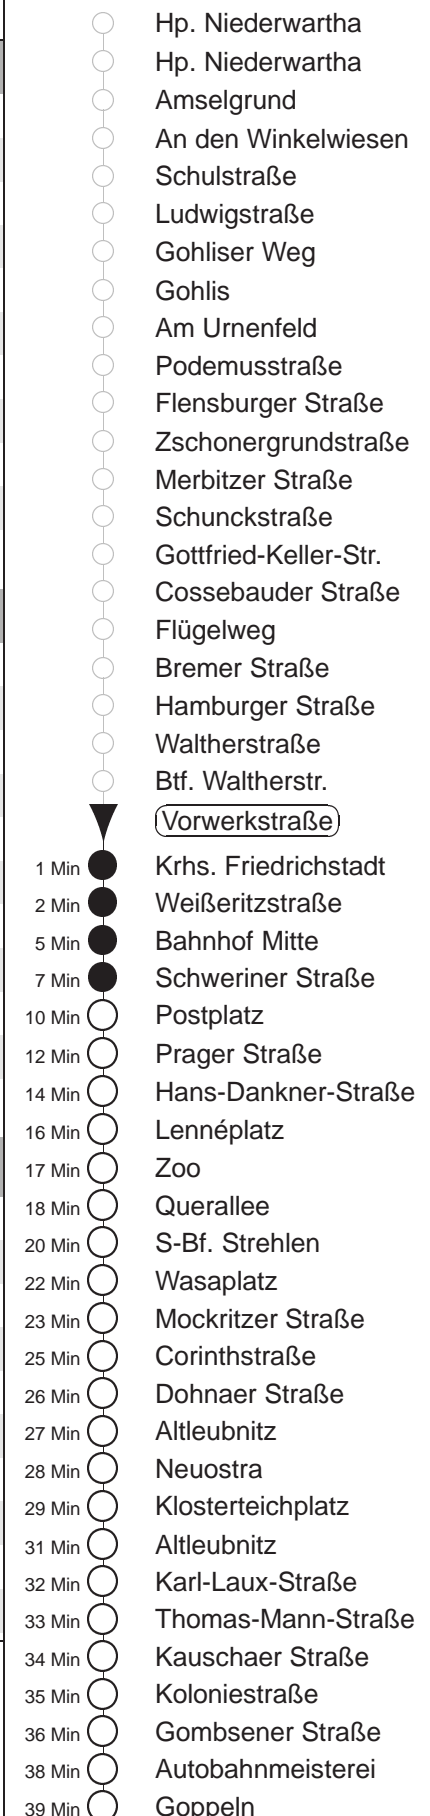 Hp. Niederwartha
Hp. Niederwartha
Amselgrund
An den Winkelwiesen
Schulstraße
Ludwigstraße
Gohliser Weg
Gohlis
Am Urnenfeld
Podemusstraße
Flensburger Straße
Zschonergrundstraße
Merbitzer Straße
Schunckstraße
Gottfried-Keller-Str.
Cossebauder Straße
Flügelweg
Bremer Straße
Hamburger Straße
Waltherstraße
Btf. Waltherstr.
Vorwerkstraße
1 Min Krhs. Friedrichstadt
2 Min Weißeritzstraße
5 Min Bahnhof Mitte
7 Min Schweriner Straße
10 Min Postplatz
12 Min Prager Straße
14 Min Hans-Dankner-Straße
16 Min Lennéplatz
17 Min Zoo
18 Min Querallee
20 Min S-Bf. Strehlen
22 Min Wasaplatz
23 Min Mockritzer Straße
25 Min Corinthstraße
26 Min Dohnaer Straße
27 Min Altleubnitz
28 Min Neuostra
29 Min Klosterteichplatz
31 Min Altleubnitz
32 Min Karl-Laux-Straße
33 Min Thomas-Mann-Straße
34 Min Kauschaer Straße
35 Min Koloniestraße
36 Min Gombsener Straße
38 Min Autobahnmeisterei
39 Min Goppeln